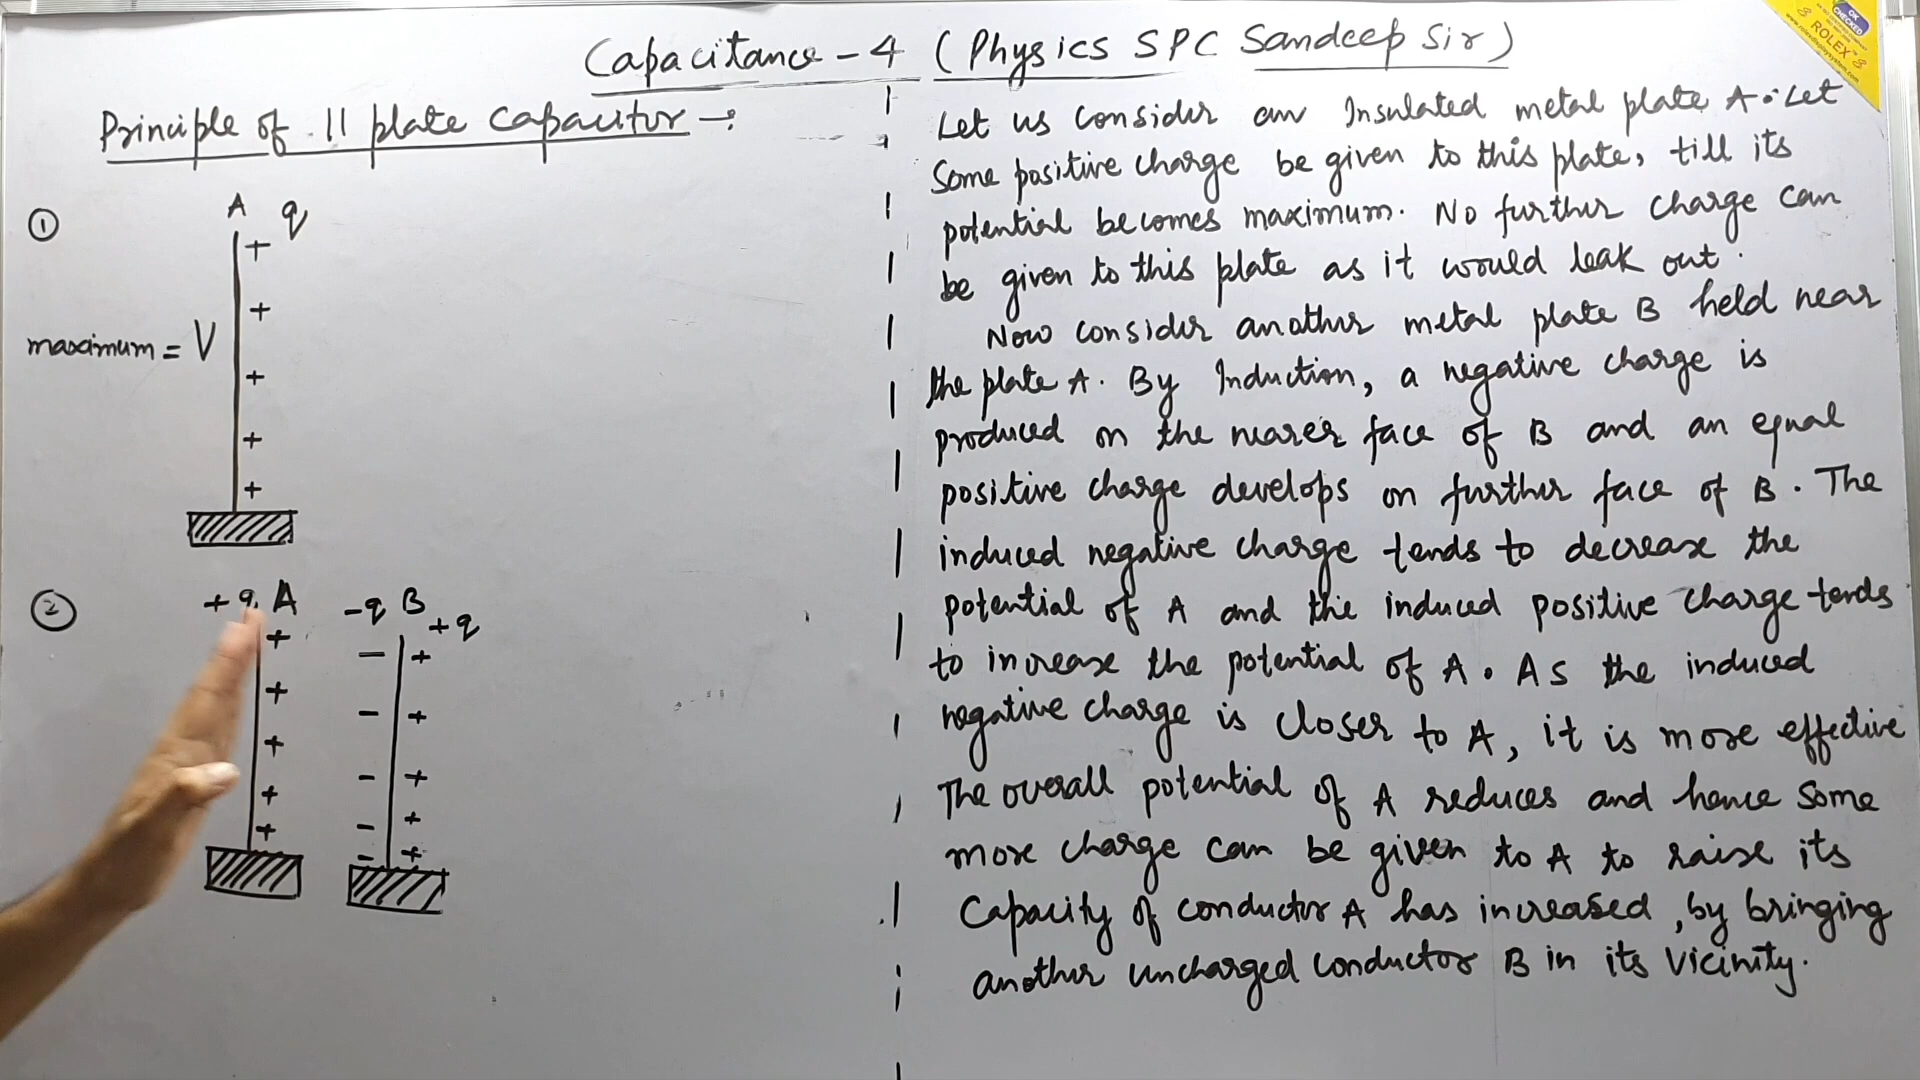 Capacitance - 4 (Physics SPC Sandeep Sir)
Principle of || plate capacitor →:
①
A q
+
+
maximum = V
+
+
+
②
+q A -q B +q
+ - +
+ - +
+ - +
+ - +
+ - +
Let us consider an Insulated metal plate A. Let
Some positive charge be given to this plate, till its
potential becomes maximum. No further charge can
be given to this plate as it would leak out.
Now consider another metal plate B held near
the plate A. By Induction, a negative charge is
produced on the nearer face of B and an equal
positive charge develops on further face of B. The
induced negative charge tends to decrease the
potential of A and the induced positive charge tends
to increase the potential of A. As the induced
negative charge is closer to A, it is more effective
The overall potential of A reduces and hence some
more charge can be given to A to raise its
Capacity of conductor A has increased, by bringing
another uncharged conductor B in its vicinity.
OK
CHECKED
ROLEX